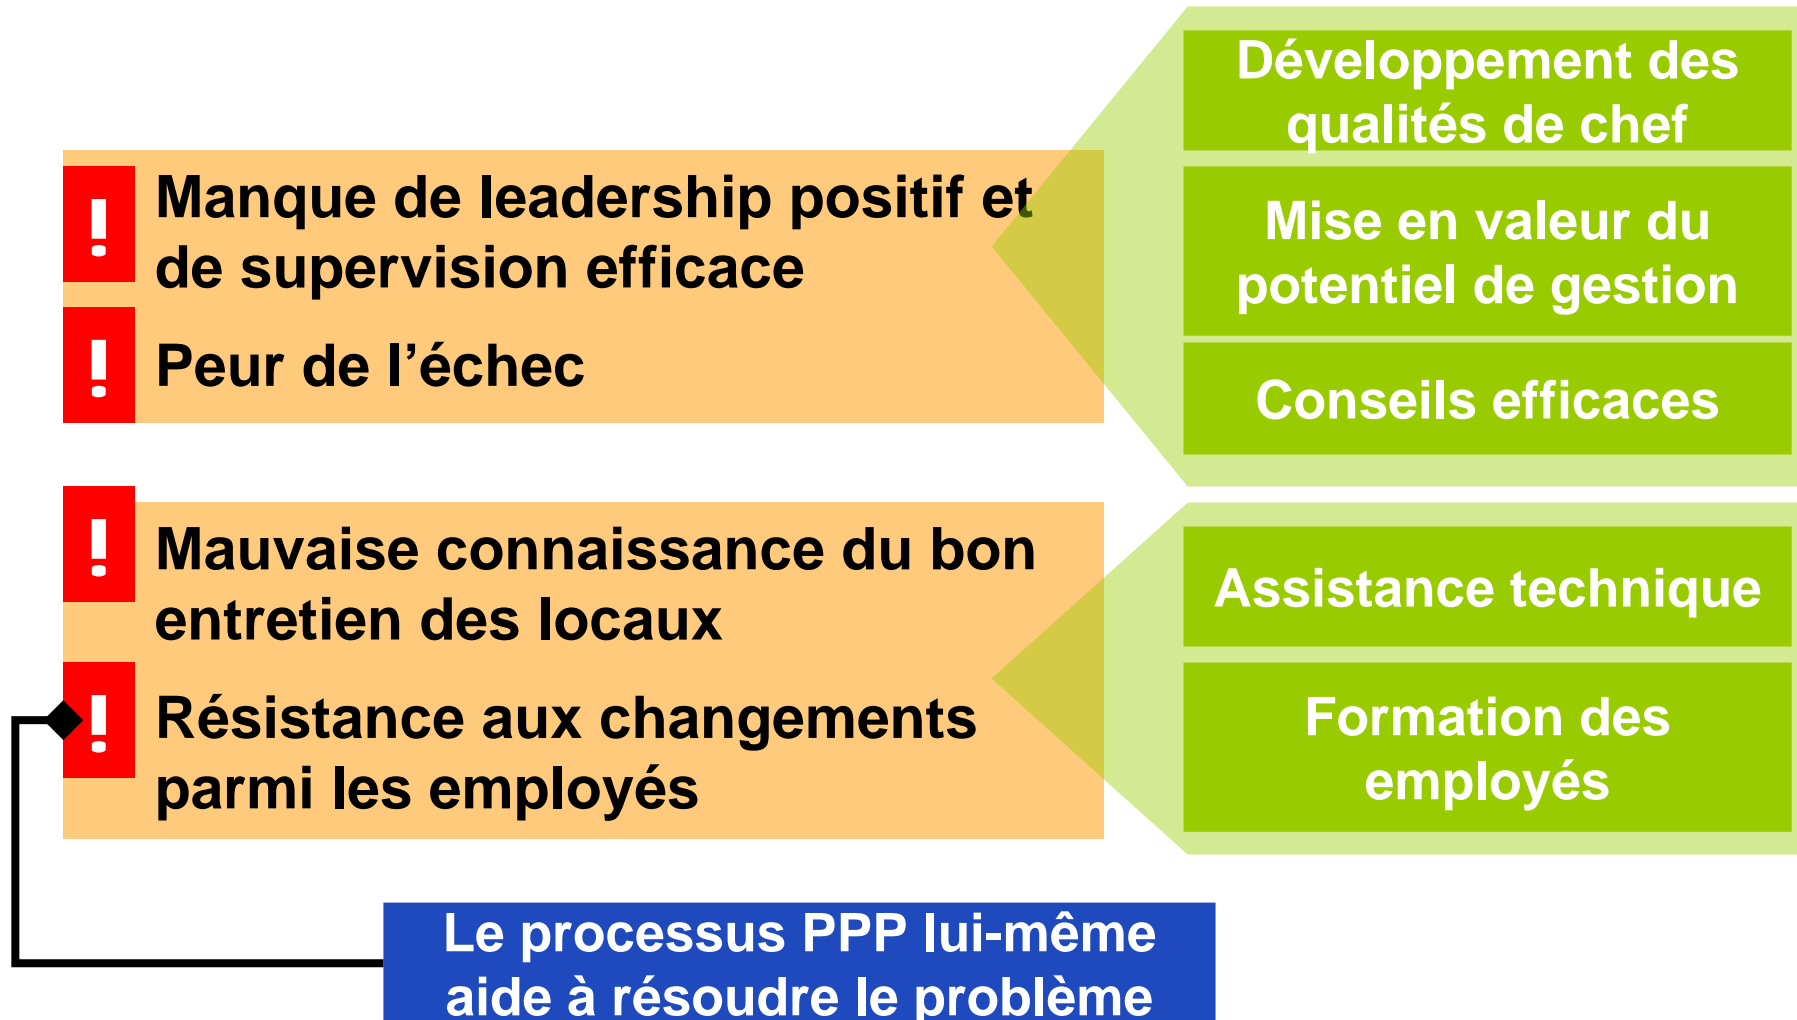 !
Manque de leadership positif et
de supervision efficace
!
Peur de l’échec
Développement des
qualités de chef
Mise en valeur du
potentiel de gestion
Conseils efficaces
!
Mauvaise connaissance du bon
entretien des locaux
!
Résistance aux changements
parmi les employés
Assistance technique
Formation des
employés
Le processus PPP lui-même
aide à résoudre le problème